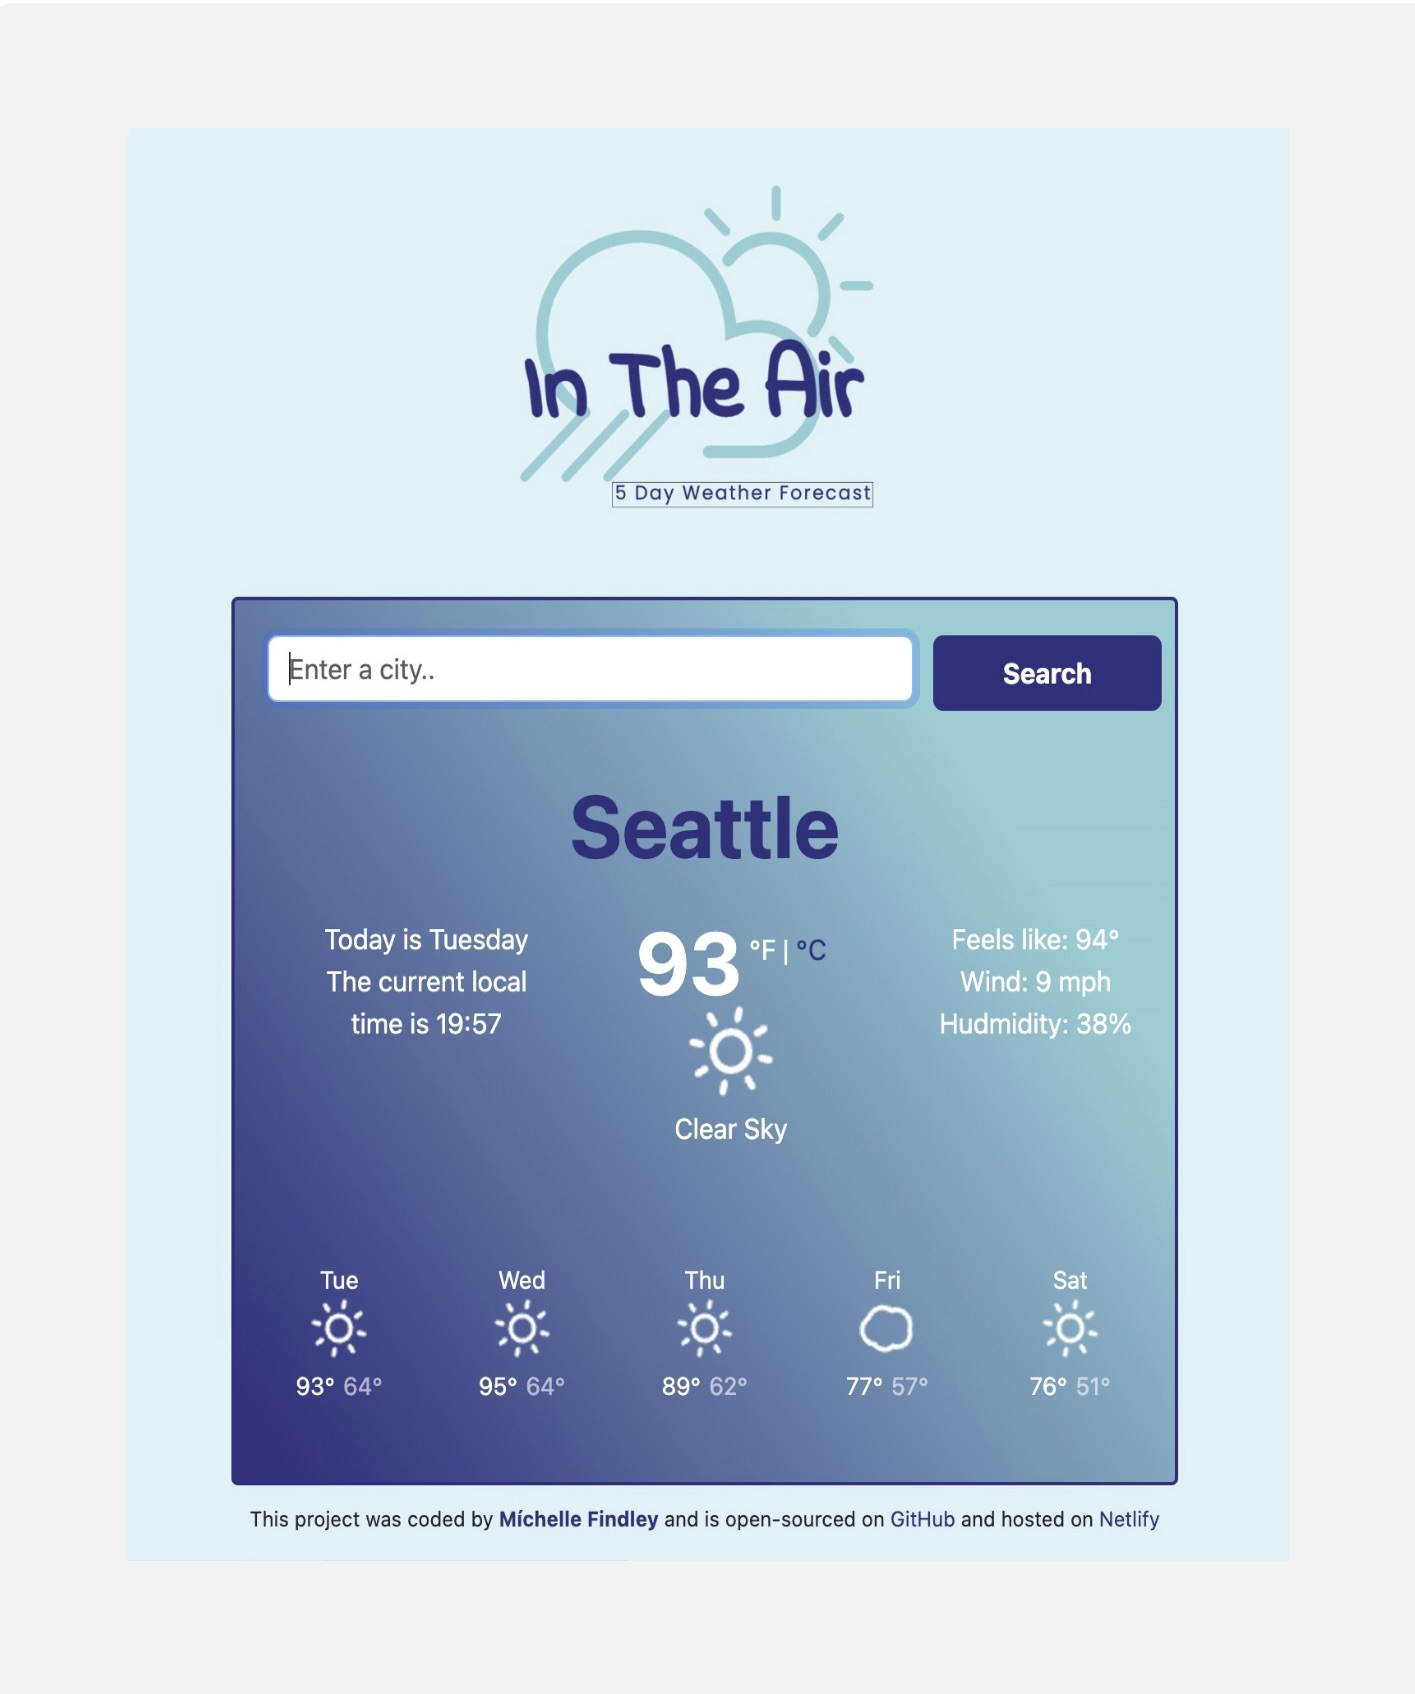 In The Air
5 Day Weather Forecast
Enter a city..
Search
Seattle
Today is Tuesday
The current local
time is 19:57
93 °F | °C
Clear Sky
Feels like: 94°
Wind: 9 mph
Hudmidity: 38%
Tue Wed Thu Fri Sat
93° 64° 95° 64° 89° 62° 77° 57° 76° 51°
This project was coded by Míchelle Findley and is open-sourced on GitHub and hosted on Netlify